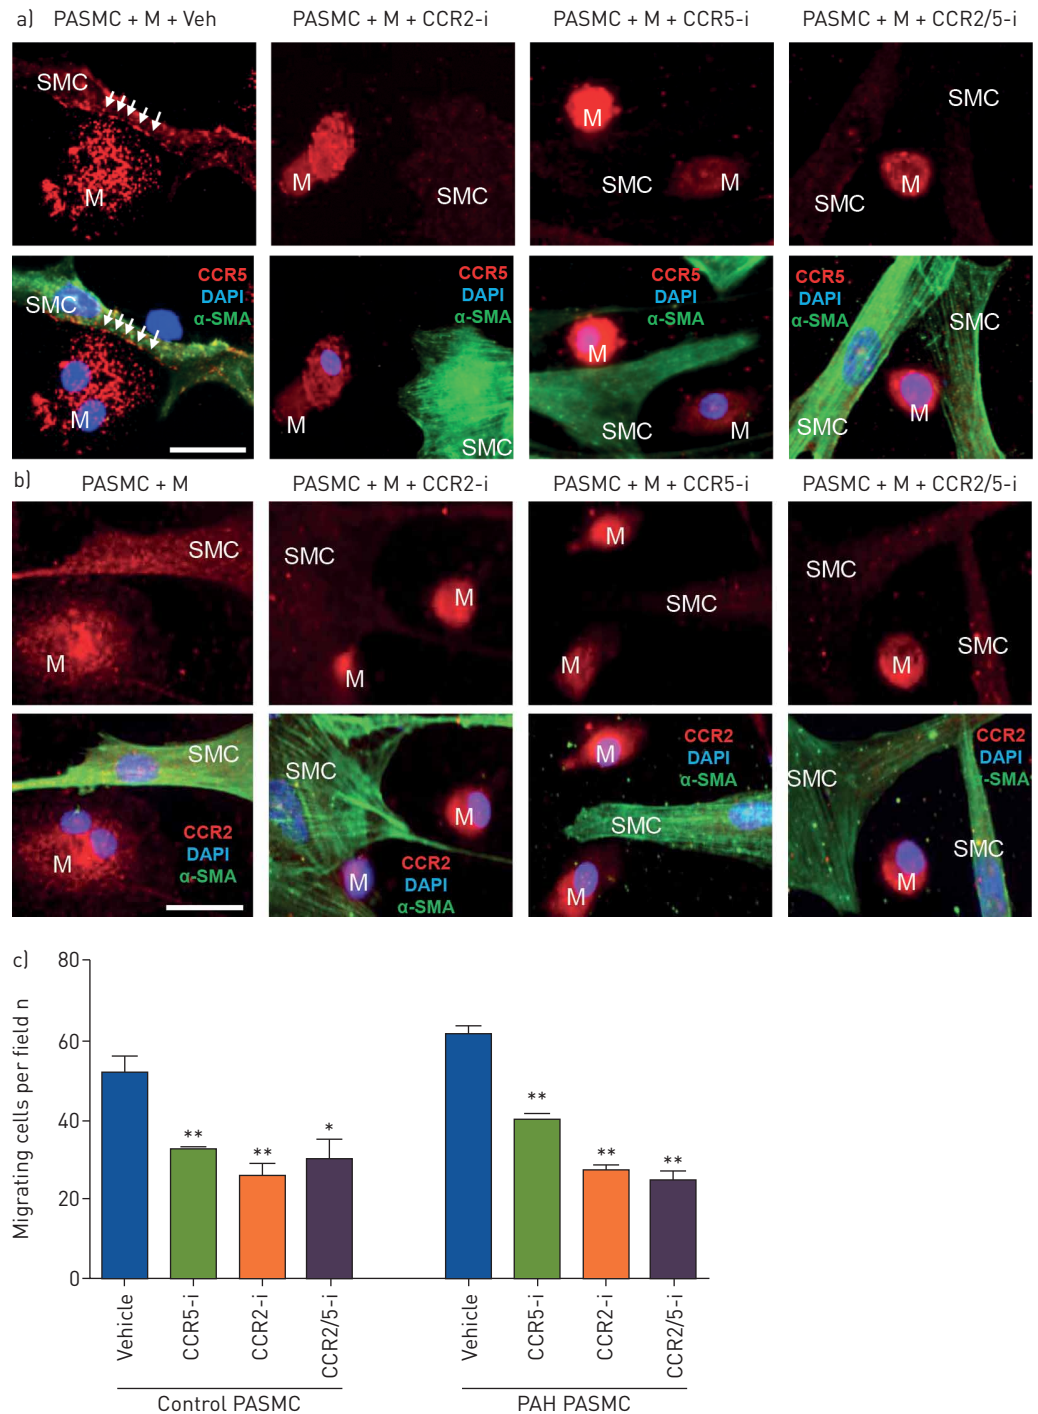 a) PASMC + M + Veh PASMC + M + CCR2-i PASMC + M + CCR5-i PASMC + M + CCR2/5-i
SMC
M
M
SMC
M
SMC
M
SMC
M
SMC
SMC
M
CCR5
DAPI
α-SMA
M
SMC
CCR5
DAPI
α-SMA
M
SMC
M
CCR5
DAPI
α-SMA
SMC
M
SMC
CCR5
DAPI
α-SMA
b) PASMC + M PASMC + M + CCR2-i PASMC + M + CCR5-i PASMC + M + CCR2/5-i
SMC
M
SMC
M
M
M
SMC
M
SMC
SMC
M
SMC
M
CCR2
DAPI
α-SMA
SMC
M
M
CCR2
DAPI
α-SMA
M
SMC
M
CCR2
DAPI
α-SMA
SMC
SMC
M
CCR2
DAPI
α-SMA
c)
Migrating cells per field n
80
60
40
20
0
** ** *
** ** **
Vehicle
CCR5-i
CCR2-i
CCR2/5-i
Vehicle
CCR5-i
CCR2-i
CCR2/5-i
Control PASMC PAH PASMC